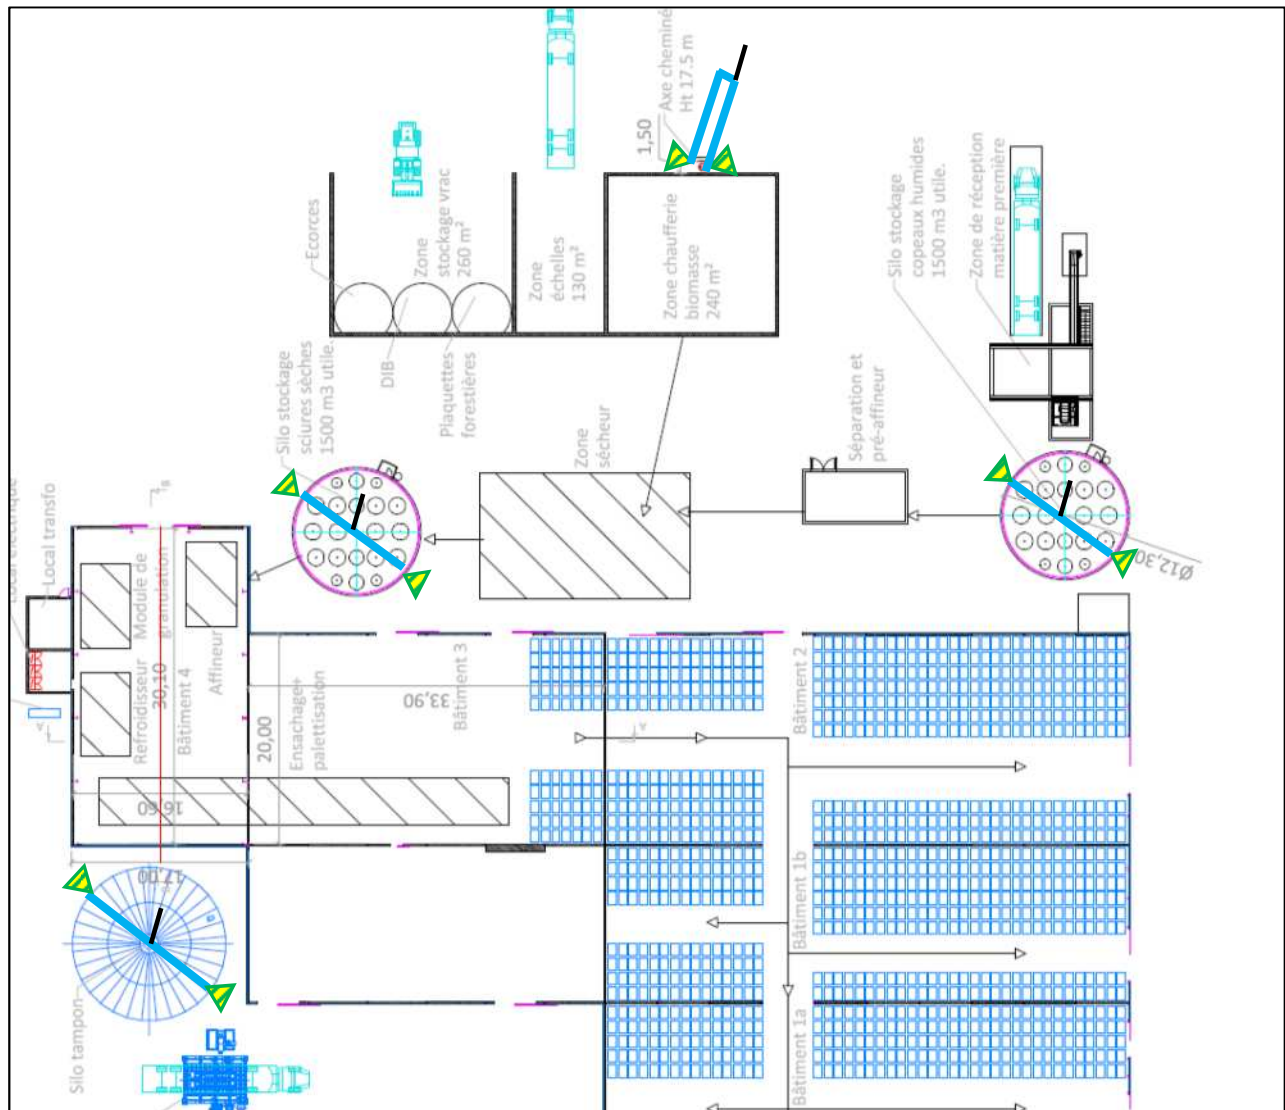 Ecorces
Zone
stockage vrac
260 m²
DIB
Plaquettes
forestières
Zone
échelles
130 m²
1,50
Axe cheminé
Ht 17.5 m
Zone chaufferie
biomasse
240 m²
Silo stockage
copeaux humides
1500 m3 utile.
Zone de réception
matière première
Silo stockage
sciures sèches
1500 m3 utile.
Zone
sécheur
Séparation et
pré-affineur
Ø12,30
Local transfo
Module de
granulation
Affineur
Refroidisseur
30,10
Bâtiment 4
20,00
Ensachage+
palettisation
33,90
Bâtiment 3
Bâtiment 2
16,60
17,00
Silo tampon
Bâtiment 1b
Bâtiment 1a